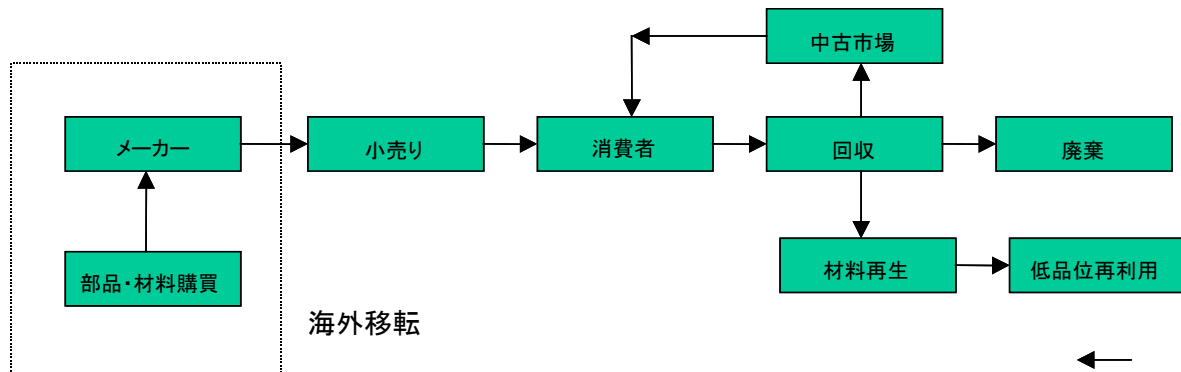 中古市場
メーカー
小売り
消費者
回収
廃棄
部品・材料購買
材料再生
低品位再利用
海外移転